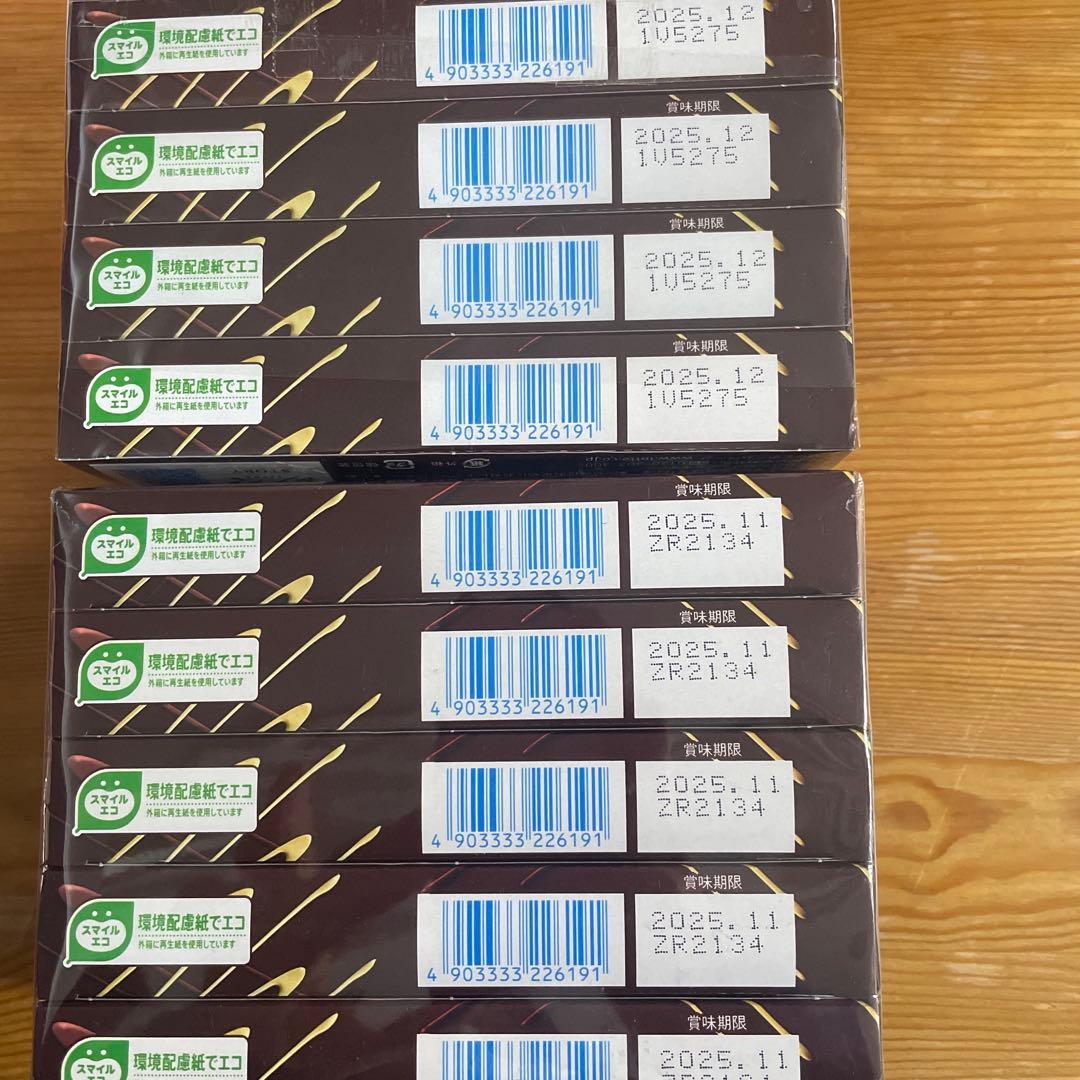 スマイル
エコ
環境配慮紙でエコ
外箱に再生紙を使用しています
4 903333 226191
2025.12
1V5275
スマイル
エコ
環境配慮紙でエコ
外箱に再生紙を使用しています
4 903333 226191
賞味期限
2025.12
1V5275
スマイル
エコ
環境配慮紙でエコ
外箱に再生紙を使用しています
4 903333 226191
賞味期限
2025.12
1V5275
スマイル
エコ
環境配慮紙でエコ
外箱に再生紙を使用しています
4 903333 226191
賞味期限
2025.12
1V5275
STORY
外箱
スマイル
エコ
環境配慮紙でエコ
外箱に再生紙を使用しています
4 903333 226191
賞味期限
2025.11
ZR2134
スマイル
エコ
環境配慮紙でエコ
外箱に再生紙を使用しています
4 903333 226191
賞味期限
2025.11
ZR2134
スマイル
エコ
環境配慮紙でエコ
外箱に再生紙を使用しています
4 903333 226191
賞味期限
2025.11
ZR2134
スマイル
エコ
環境配慮紙でエコ
外箱に再生紙を使用しています
4 903333 226191
賞味期限
2025.11
ZR2134
スマイル
環境配慮紙でエコ
賞味期限
2025.11